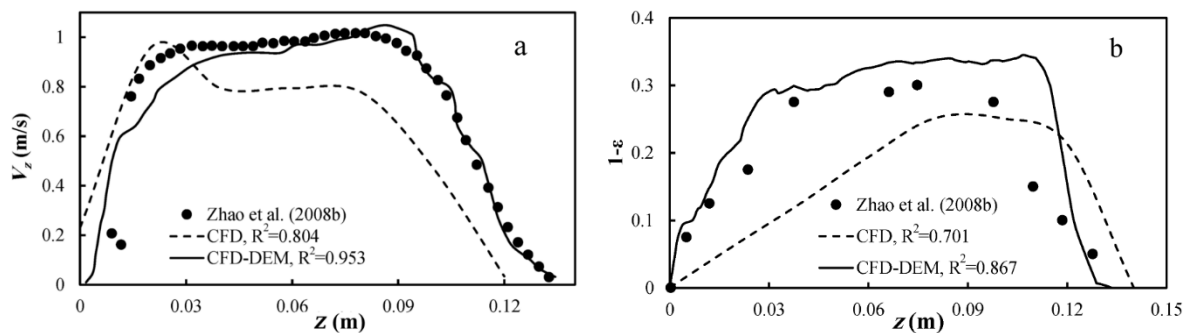 a
V_z (m/s)
1
0.8
0.6
0.4
0.2
0
Zhao et al. (2008b)
CFD, R²=0.804
CFD-DEM, R²=0.953
0 0.03 0.06 0.09 0.12
z (m)
b
1-ε
0.4
0.3
0.2
0.1
0
Zhao et al. (2008b)
CFD, R²=0.701
CFD-DEM, R²=0.867
0 0.03 0.06 0.09 0.12 0.15
z (m)